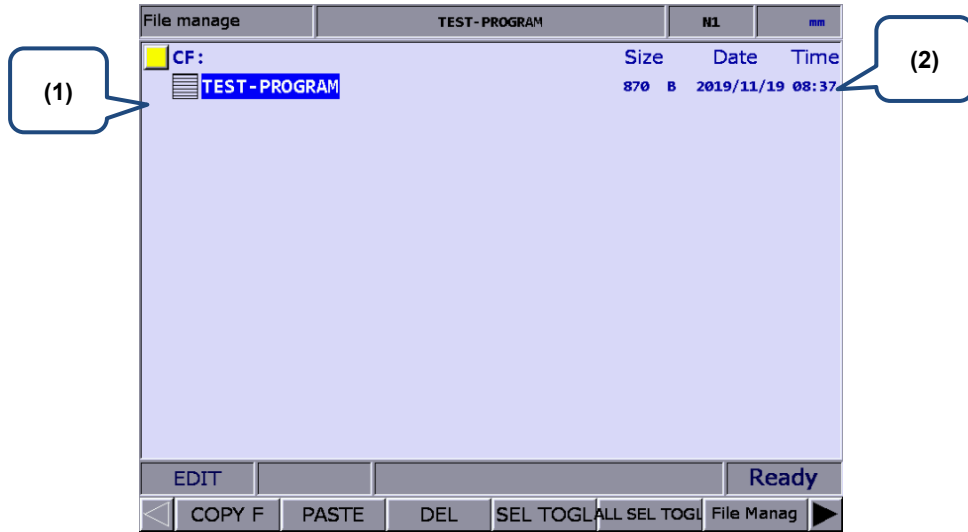 File manage TEST-PROGRAM N1 mm
CF: Size Date Time
TEST-PROGRAM 870 B 2019/11/19 08:37
(1)
(2)
EDIT Ready
COPY F PASTE DEL SEL TOGL ALL SEL TOGL File Manag